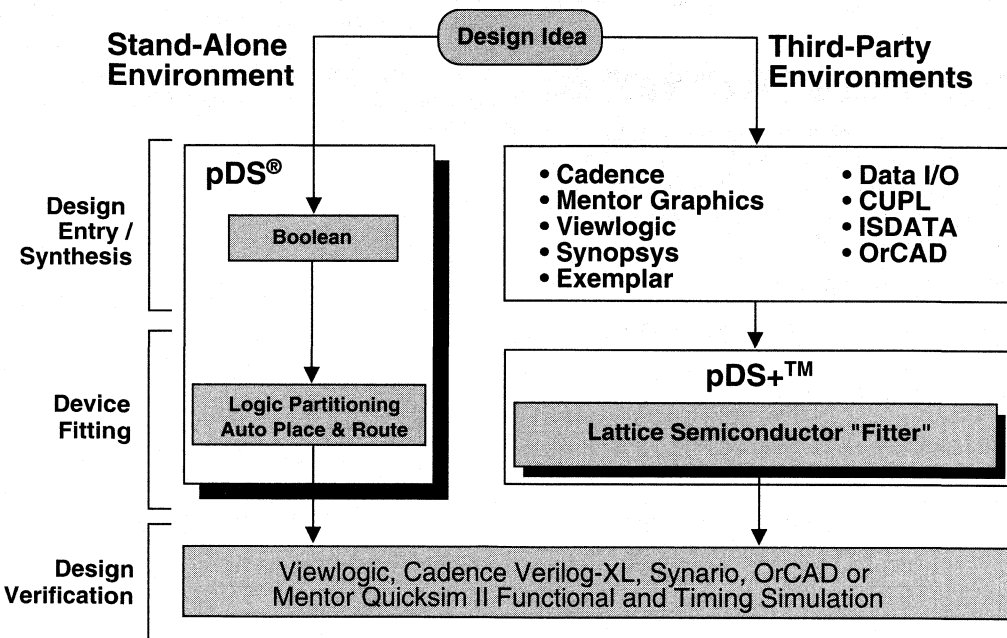 Design Idea
Stand-Alone
Environment
Third-Party
Environments
Design
Entry /
Synthesis
pDS®
Boolean
• Cadence
• Mentor Graphics
• Viewlogic
• Synopsys
• Exemplar
• Data I/O
• CUPL
• ISDATA
• OrCAD
Device
Fitting
Logic Partitioning
Auto Place & Route
pDS+™
Lattice Semiconductor "Fitter"
Design
Verification
Viewlogic, Cadence Verilog-XL, Synario, OrCAD or
Mentor Quicksim II Functional and Timing Simulation